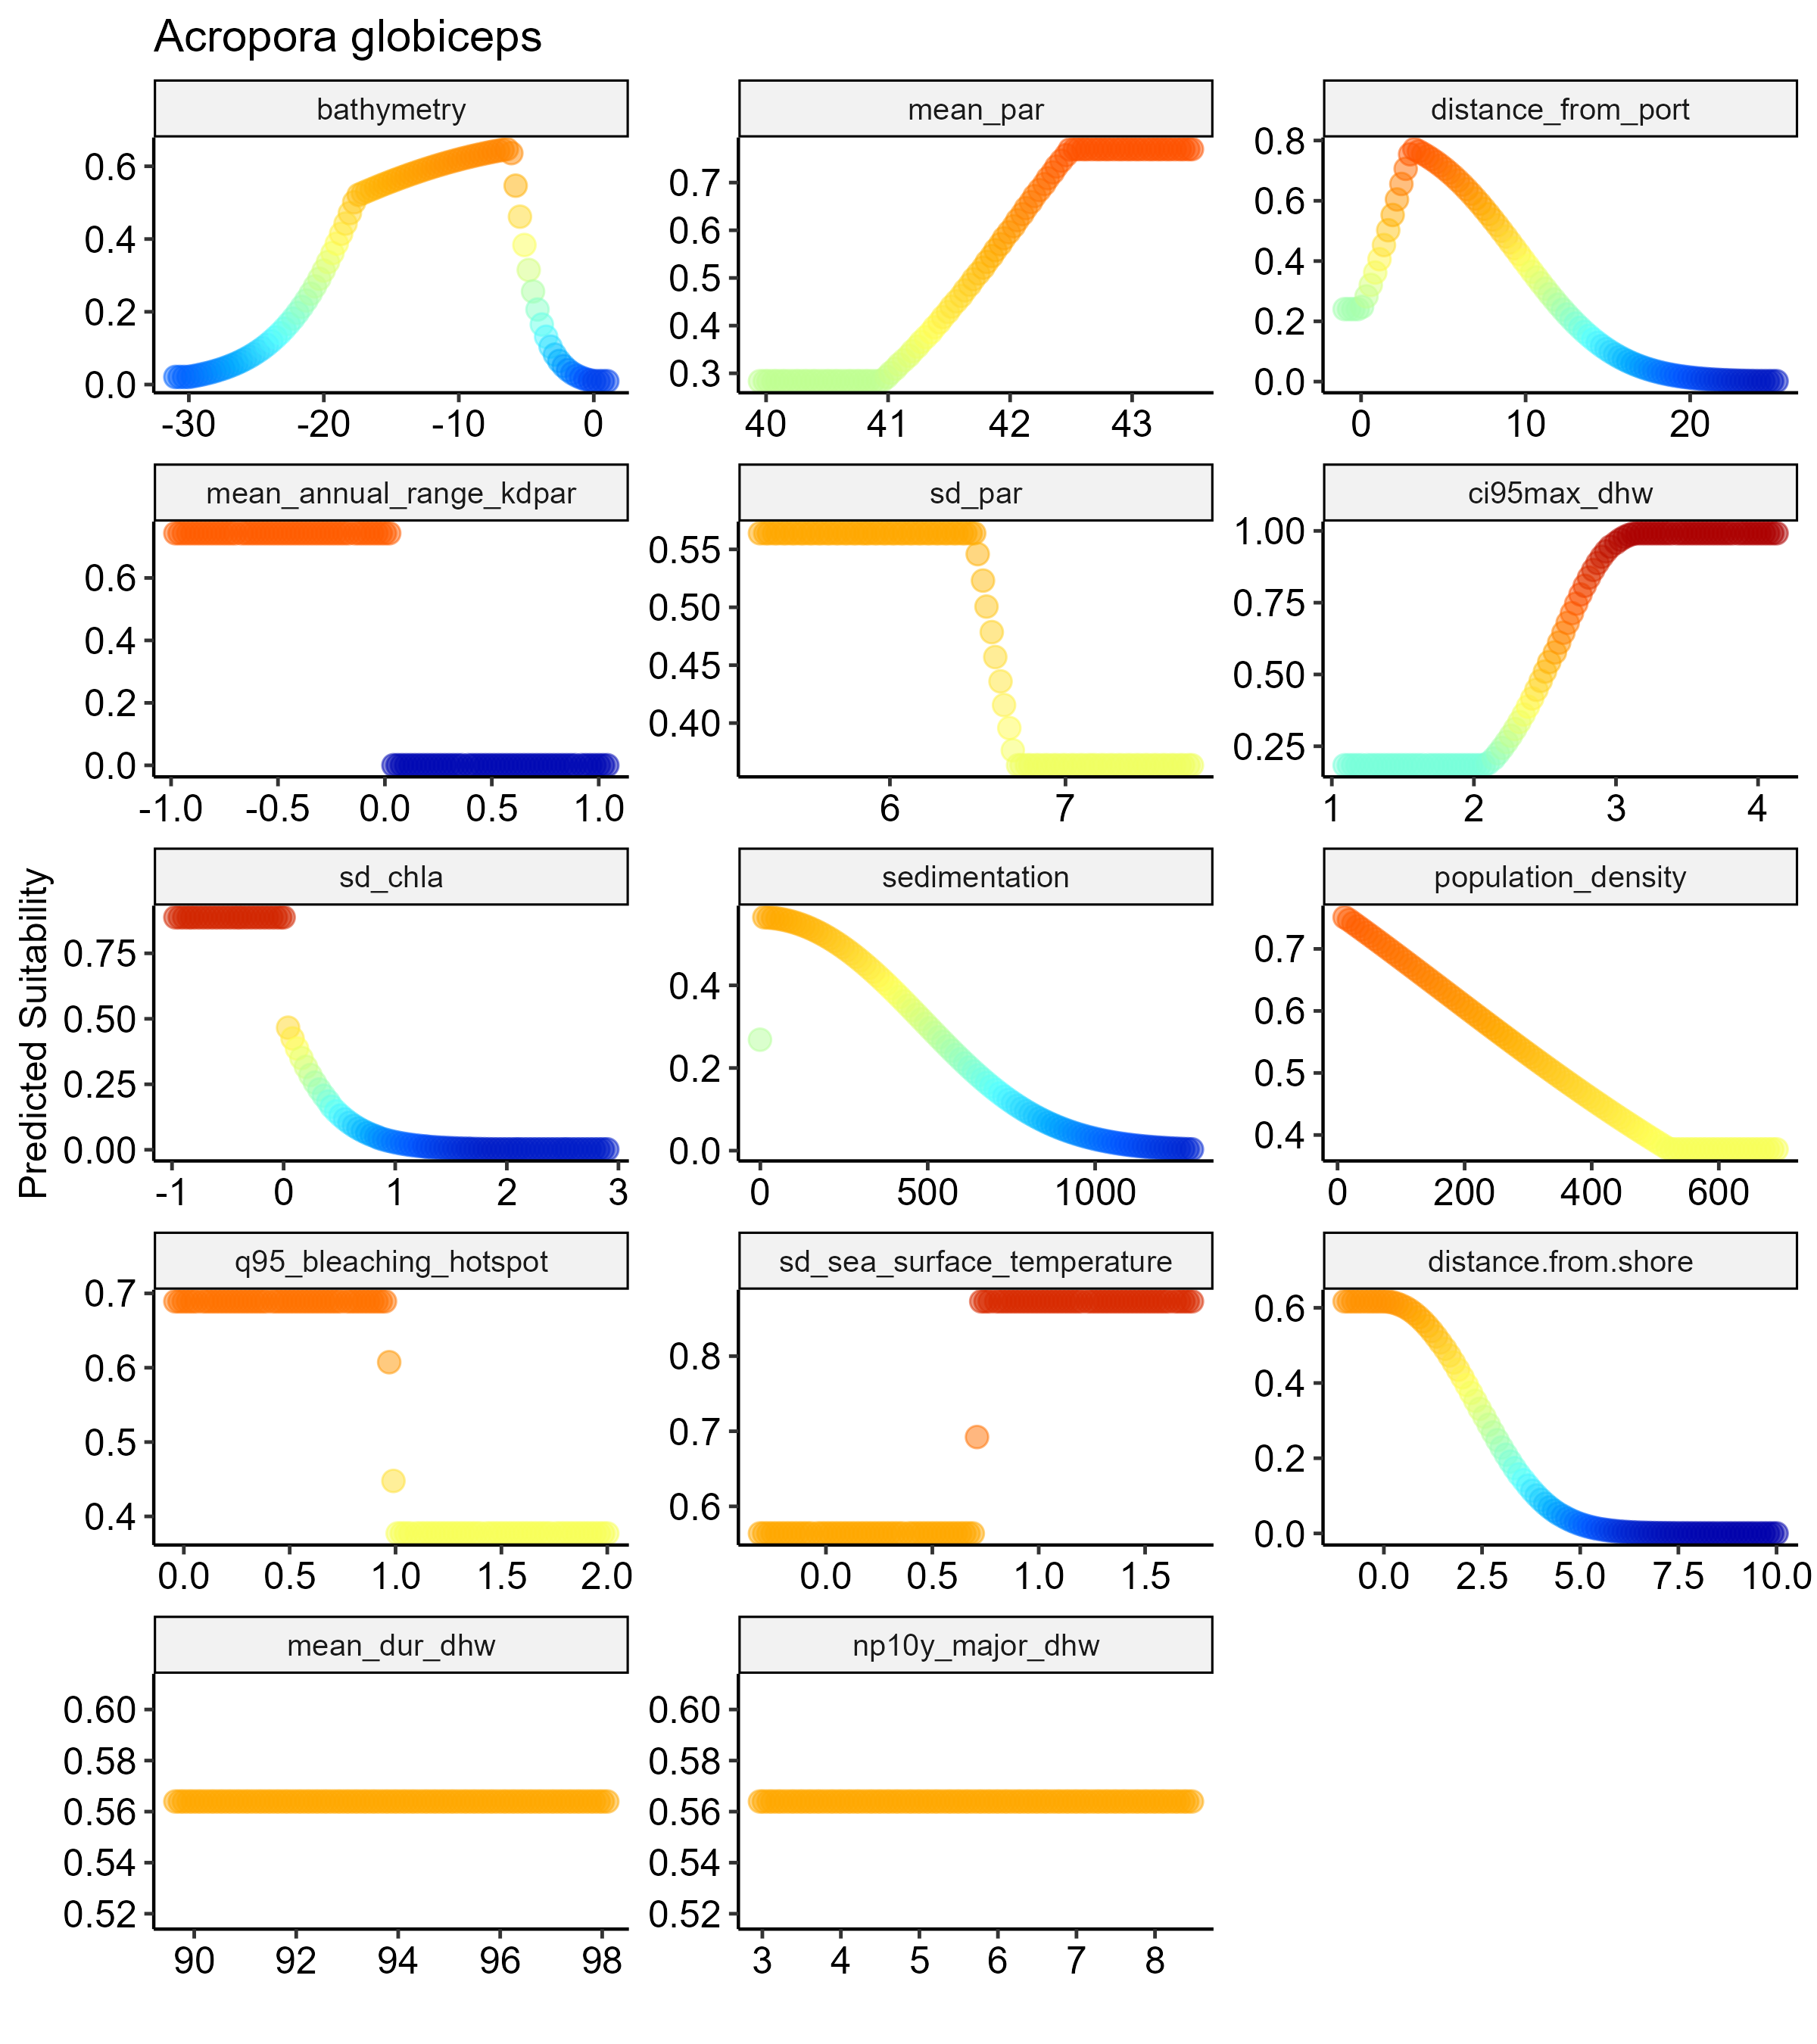 Acropora globiceps
bathymetry mean_par distance_from_port
0.6 0.4 0.2 0.0
0.7 0.6 0.5 0.4 0.3
0.8 0.6 0.4 0.2 0.0
-30 -20 -10 0
40 41 42 43
0 10 20
mean_annual_range_kdpar sd_par ci95max_dhw
0.6 0.4 0.2 0.0
0.55 0.50 0.45 0.40
1.00 0.75 0.50 0.25
-1.0 -0.5 0.0 0.5 1.0
6 7
1 2 3 4
Predicted Suitability
sd_chla sedimentation population_density
0.75 0.50 0.25 0.00
0.4 0.2 0.0
0.7 0.6 0.5 0.4
-1 0 1 2 3
0 500 1000
0 200 400 600
q95_bleaching_hotspot sd_sea_surface_temperature distance.from.shore
0.7 0.6 0.5 0.4
0.8 0.7 0.6
0.6 0.4 0.2 0.0
0.0 0.5 1.0 1.5 2.0
0.0 0.5 1.0 1.5
0.0 2.5 5.0 7.5 10.0
mean_dur_dhw np10y_major_dhw
0.60 0.58 0.56 0.54 0.52
0.60 0.58 0.56 0.54 0.52
90 92 94 96 98
3 4 5 6 7 8